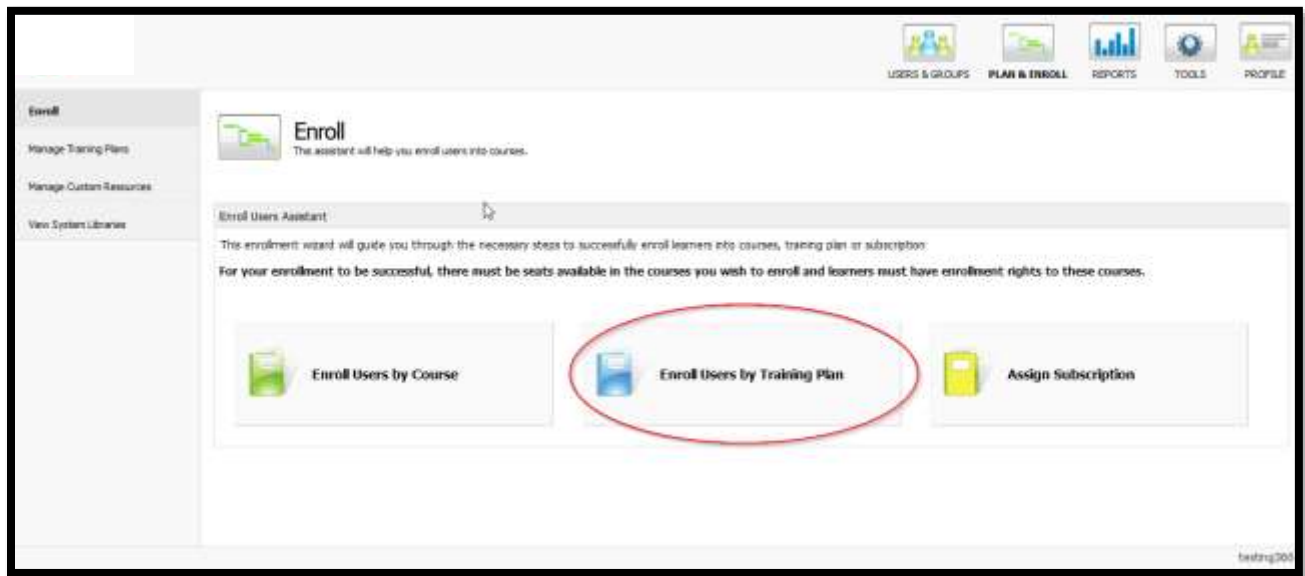 USERS & GROUPS PLAN & ENROLL REPORTS TOOLS PROFILE
Enroll
Manage Training Plans
Manage Custom Resources
View System Libraries
Enroll
This assistant will help you enroll users into courses.
Enroll Users Assistant
This enrollment wizard will guide you through the necessary steps to successfully enroll learners into courses, training plan or subscription
For your enrollment to be successful, there must be seats available in the courses you wish to enroll and learners must have enrollment rights to these courses.
Enroll Users by Course
Enroll Users by Training Plan
Assign Subscription